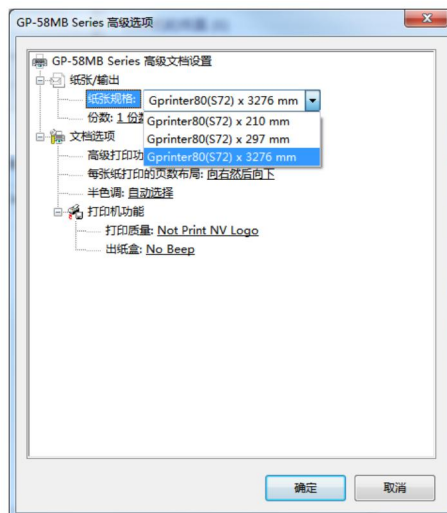 GP-58MB Series 高级选项
GP-58MB Series 高级文档设置
纸张/输出
纸张规格: Gprinter80(S72) x 3276 mm
份数: 1 份
Gprinter80(S72) x 210 mm
Gprinter80(S72) x 297 mm
Gprinter80(S72) x 3276 mm
文档选项
高级打印功
每张纸打印的页数布局: 向右然后向下
半色调: 自动选择
打印机功能
打印质量: Not Print NV Logo
出纸盒: No Beep
确定
取消